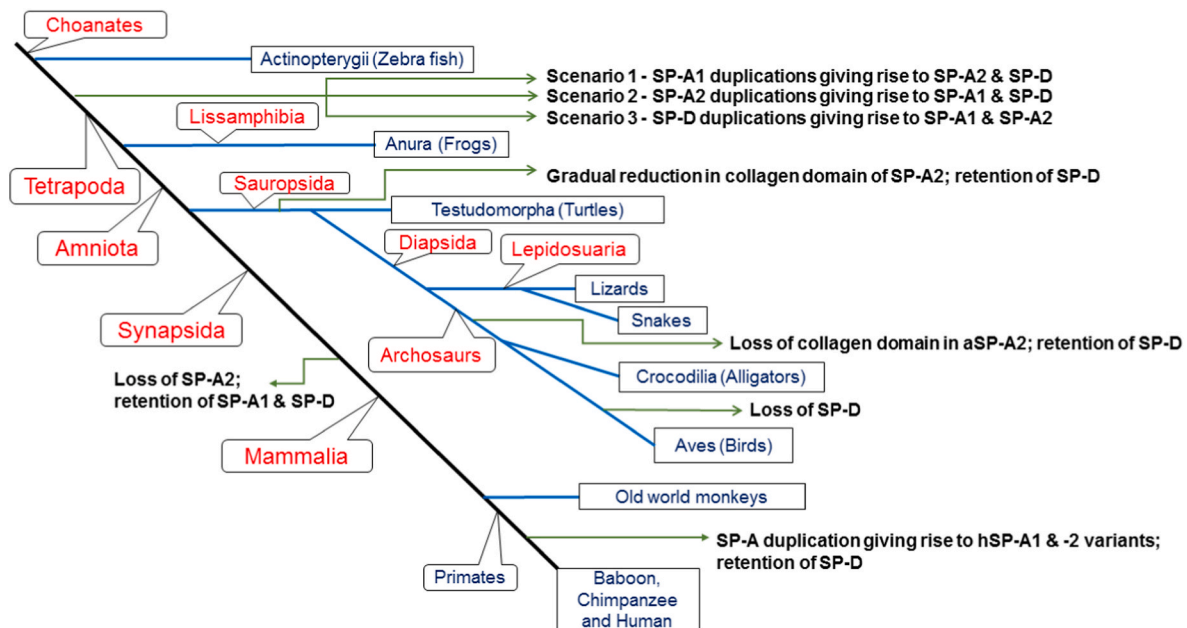 Choanates
Actinopterygii (Zebra fish)
Scenario 1 - SP-A1 duplications giving rise to SP-A2 & SP-D
Scenario 2 - SP-A2 duplications giving rise to SP-A1 & SP-D
Scenario 3 - SP-D duplications giving rise to SP-A1 & SP-A2
Lissamphibia
Anura (Frogs)
Tetrapoda
Sauropsida
Gradual reduction in collagen domain of SP-A2; retention of SP-D
Testudomorpha (Turtles)
Amniota
Diapsida
Lepidosuaria
Lizards
Snakes
Synapsida
Archosaurs
Loss of collagen domain in aSP-A2; retention of SP-D
Crocodilia (Alligators)
Loss of SP-A2;
retention of SP-A1 & SP-D
Loss of SP-D
Aves (Birds)
Mammalia
Old world monkeys
SP-A duplication giving rise to hSP-A1 & -2 variants;
retention of SP-D
Primates
Baboon,
Chimpanzee
and Human